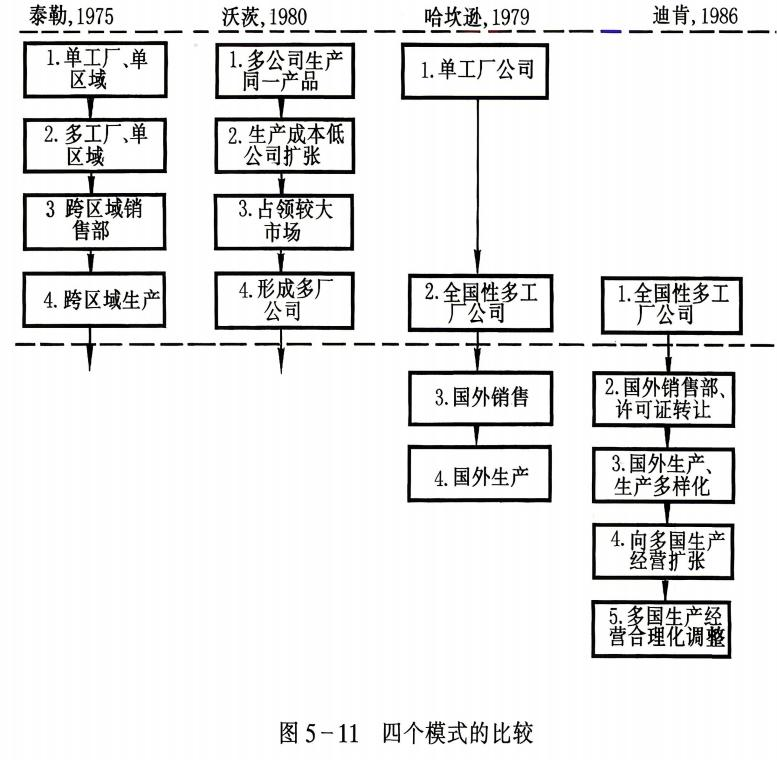 泰勒,1975
沃茨,1980
哈坎逊,1979
迪肯,1986
1.单工厂、单
区域
2.多工厂、单
区域
3 跨区域销
售部
4.跨区域生产
1.多公司生产
同一产品
2.生产成本低
公司扩张
3.占领较大
市场
4.形成多厂
公司
1.单工厂公司
2.全国性多工
厂公司
3.国外销售
4.国外生产
1.全国性多工
厂公司
2.国外销售部、
许可证转让
3.国外生产、
生产多样化
4.向多国生产
经营扩张
5.多国生产经
营合理化调整
图5-11 四个模式的比较